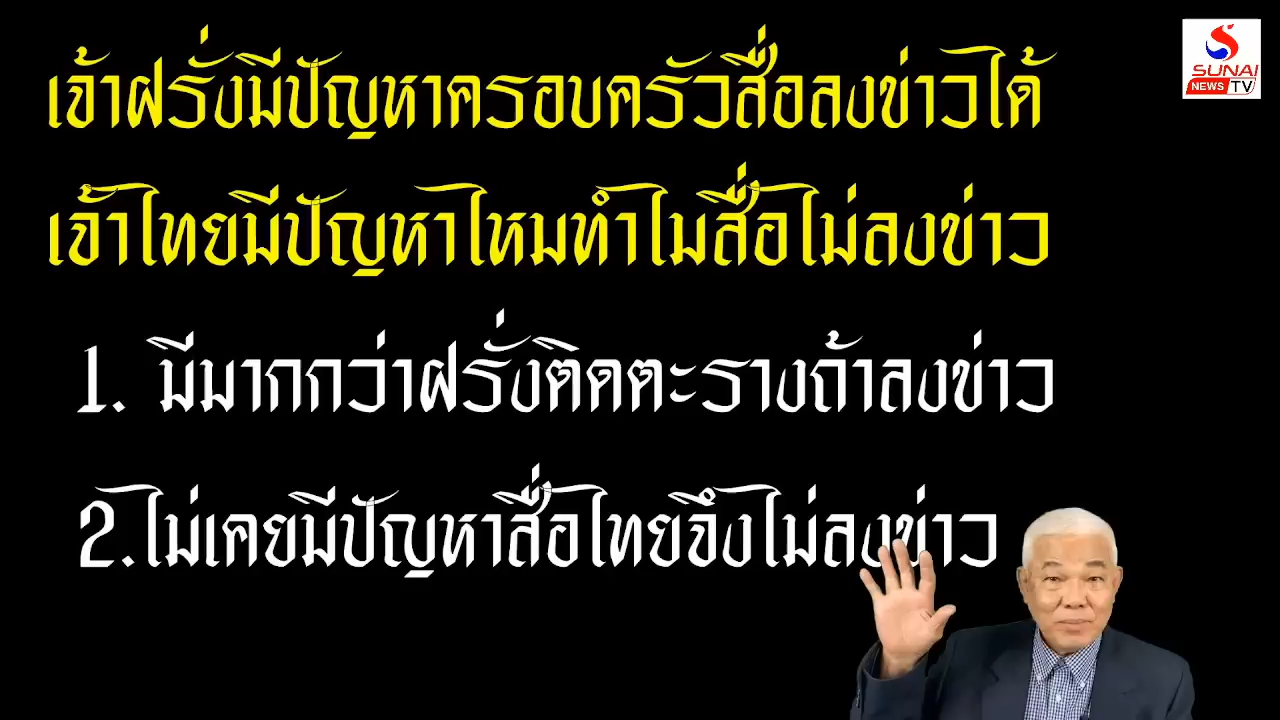 เจ้าฝรั่งมีปัญหาครอบครัวสื่อลงข่าวได้
SUNAI
NEWS TV
เจ้าไทยมีปัญหาไหมทำไมสื่อไม่ลงข่าว
1. มีมากกว่าฝรั่งติดตะรางถ้าลงข่าว
2.ไม่เคยมีปัญหาสื่อไทยจึงไม่ลงข่าว